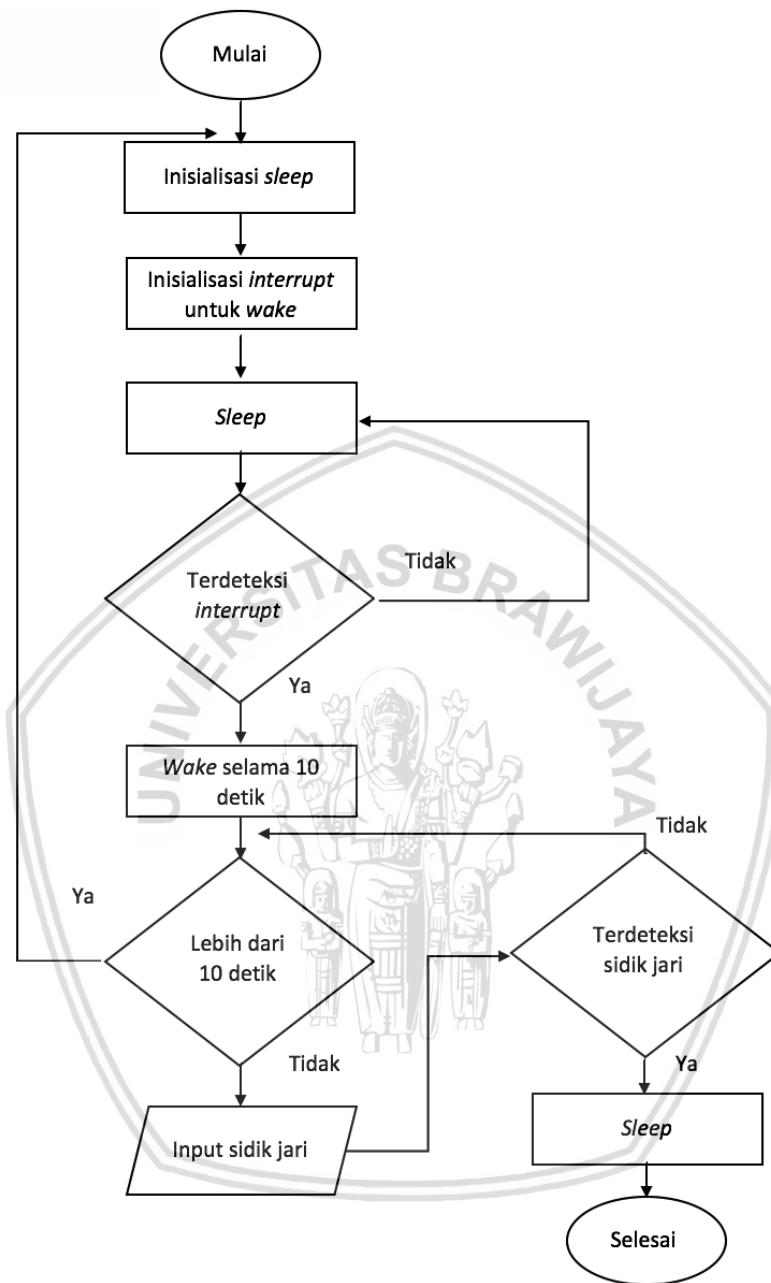 Mulai
Inisialisasi sleep
Inisialisasi interrupt
untuk wake
Sleep
Terdeteksi
interrupt
Tidak
Ya
Wake selama 10
detik
Lebih dari
10 detik
Ya
Tidak
Input sidik jari
Terdeteksi
sidik jari
Tidak
Ya
Sleep
Selesai
UNIVERSITAS BRAWIJAYA